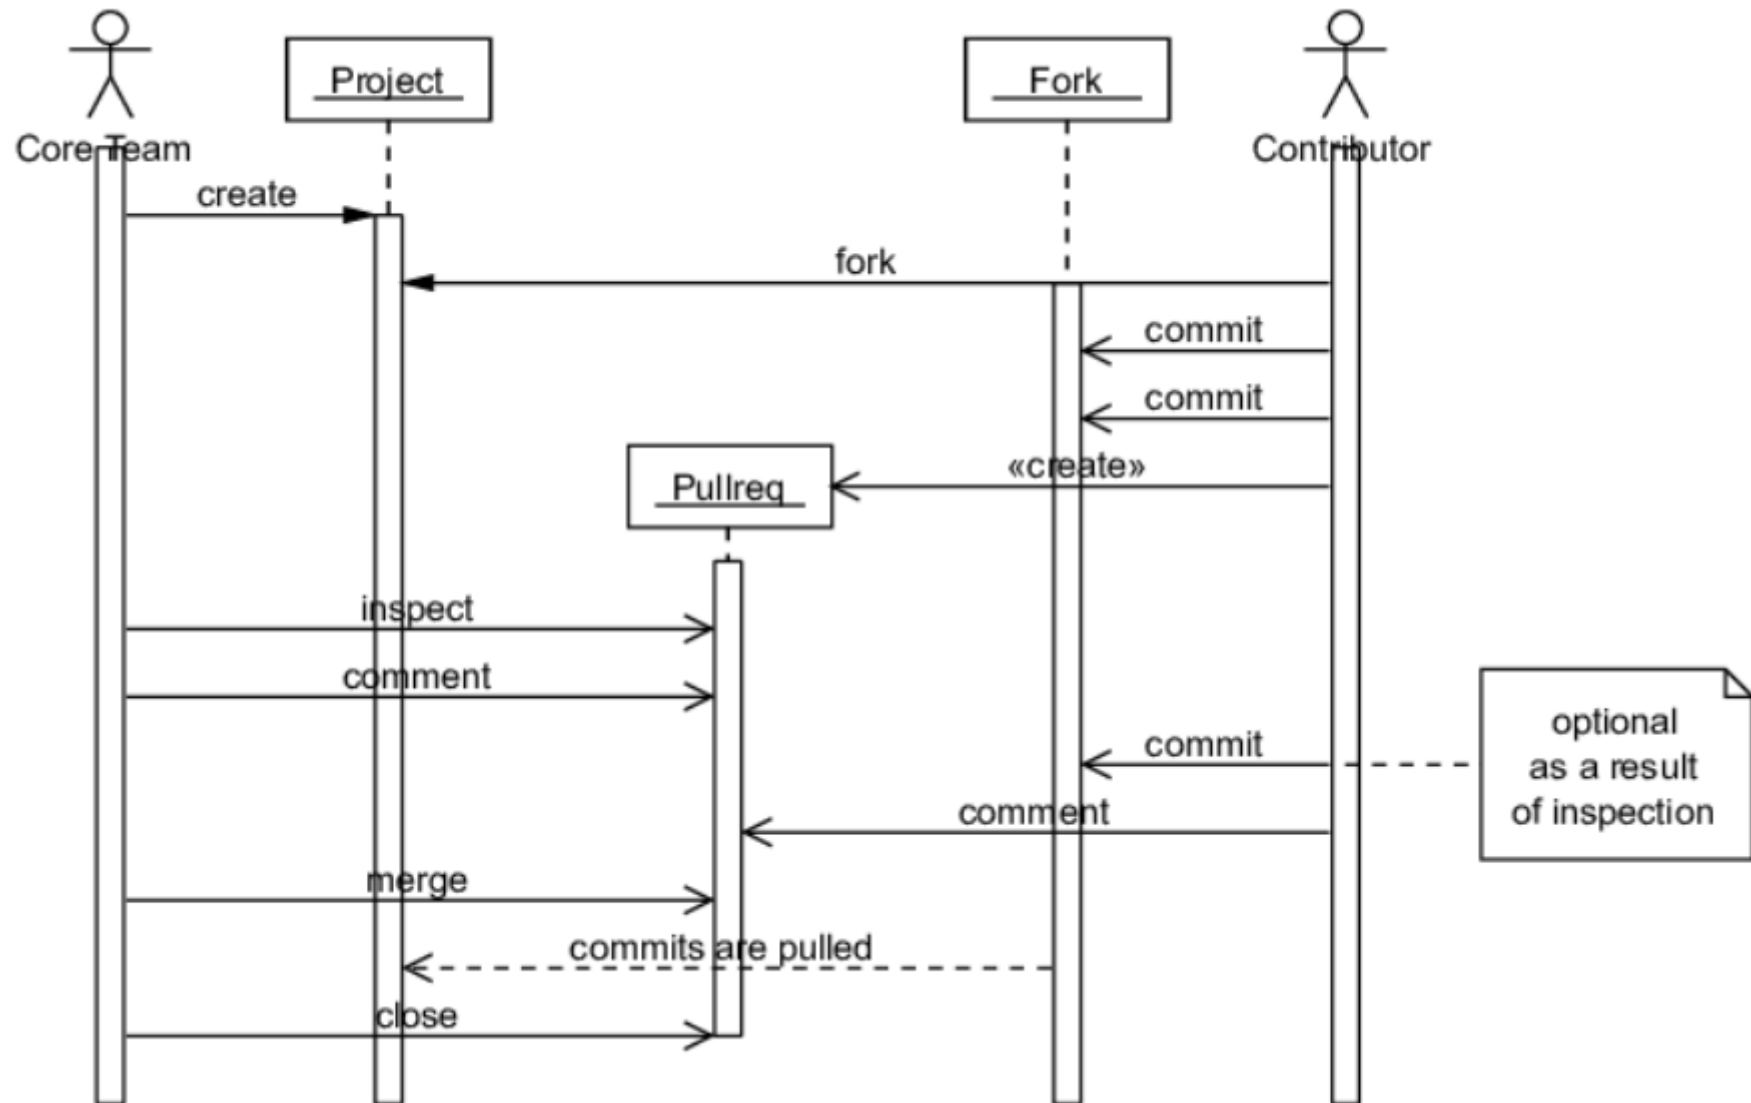 Project
Fork
Core Team
Contributor
create
fork
commit
commit
«create»
Pullreq
inspect
comment
optional
as a result
of inspection
commit
comment
merge
commits are pulled
close